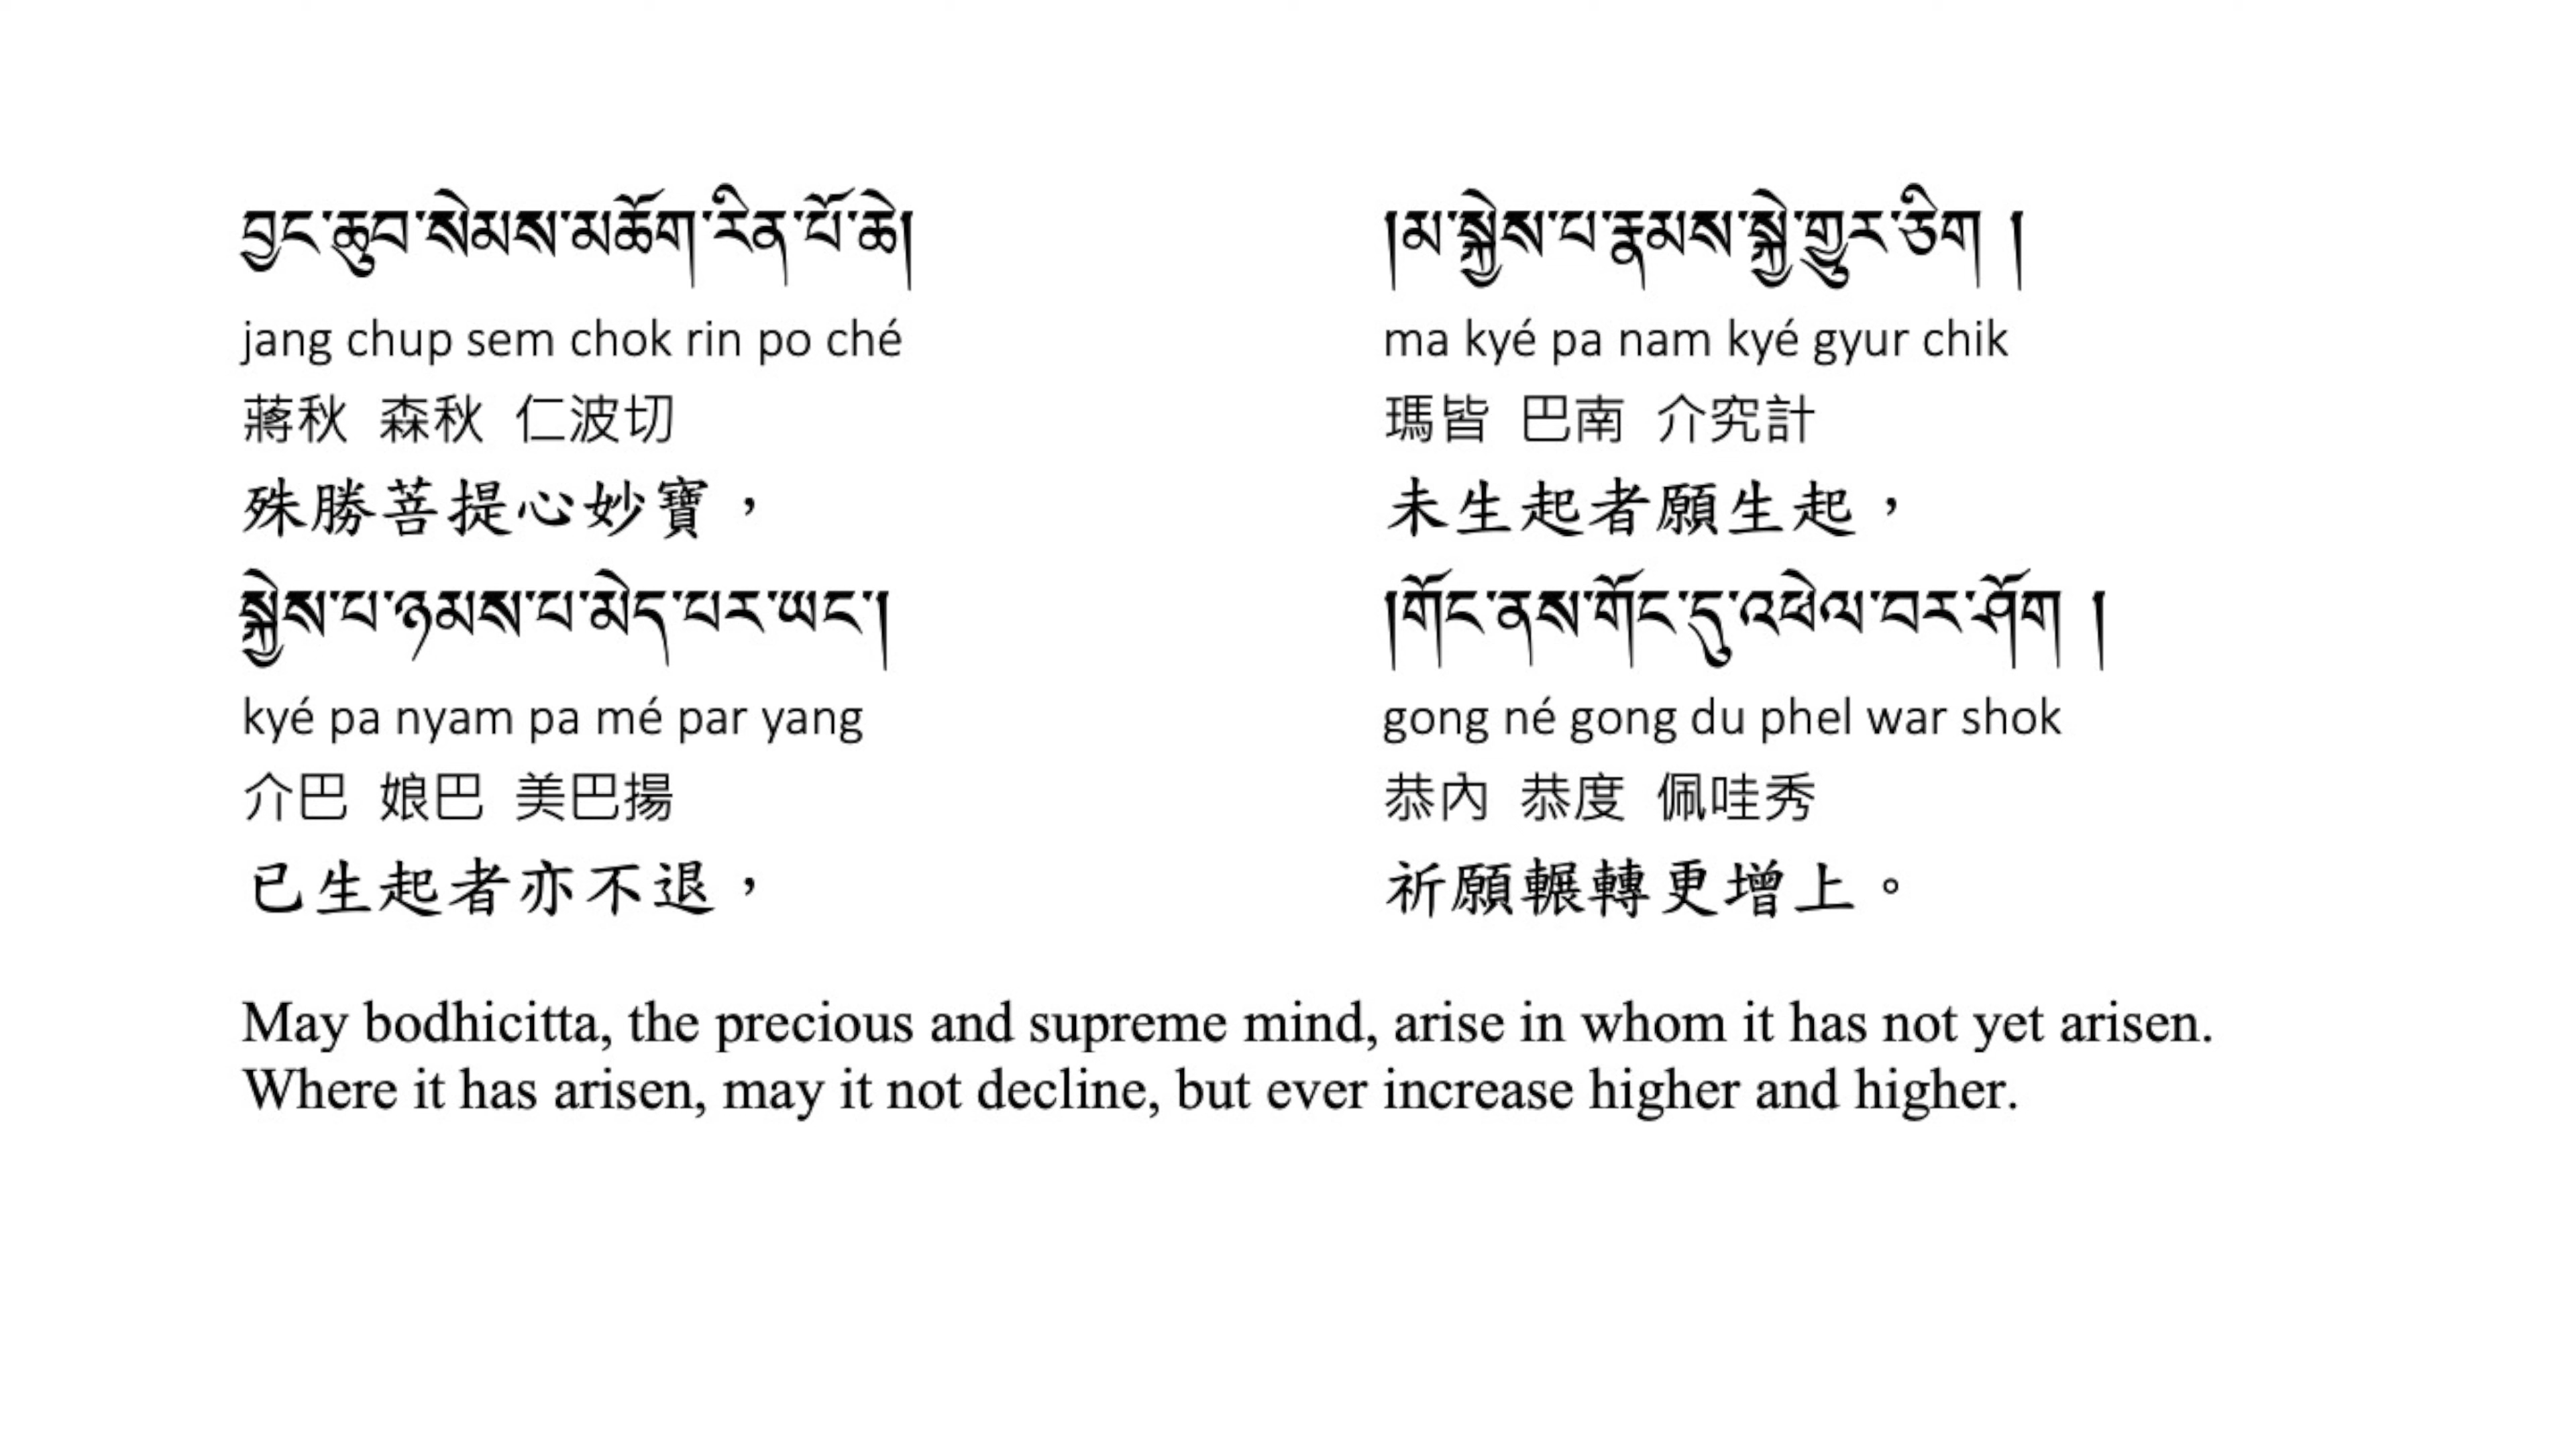 བྱང་ཆུབ་སེམས་མཆོག་རིན་པོ་ཆེ།
jang chup sem chok rin po ché
蔣秋 森秋 仁波切
殊勝菩提心妙寶，
།མ་སྐྱེས་པ་རྣམས་སྐྱེ་གྱུར་ཅིག །
ma kyé pa nam kyé gyur chik
瑪皆 巴南 介究計
未生起者願生起，
སྐྱེས་པ་ཉམས་པ་མེད་པར་ཡང་།
kyé pa nyam pa mé par yang
介巴 娘巴 美巴揚
已生起者亦不退，
།གོང་ནས་གོང་དུ་འཕེལ་བར་ཤོག །
gong né gong du phel war shok
恭內 恭度 佩哇秀
祈願輾轉更增上。
May bodhicitta, the precious and supreme mind, arise in whom it has not yet arisen.
Where it has arisen, may it not decline, but ever increase higher and higher.